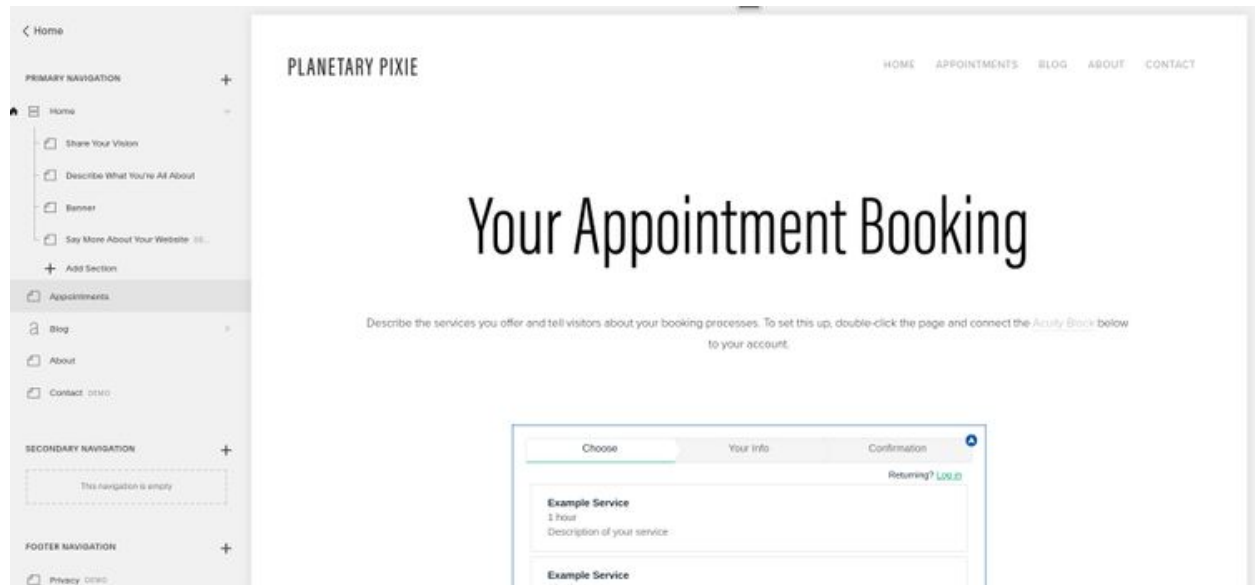 Home
PRIMARY NAVIGATION
Home
Share Your Vision
Describe What You're All About
Banner
Say More About Your Website
Add Section
Appointments
Blog
About
Contact DEMO
SECONDARY NAVIGATION
This navigation is empty
FOOTER NAVIGATION
Privacy DEMO
PLANETARY PIXIE
HOME APPOINTMENTS BLOG ABOUT CONTACT
Your Appointment Booking
Describe the services you offer and tell visitors about your booking processes. To set this up, double-click the page and connect the Acuity Block below
to your account.
Choose Your Info Confirmation
Returning? Log in
Example Service
1 hour
Description of your service
Example Service